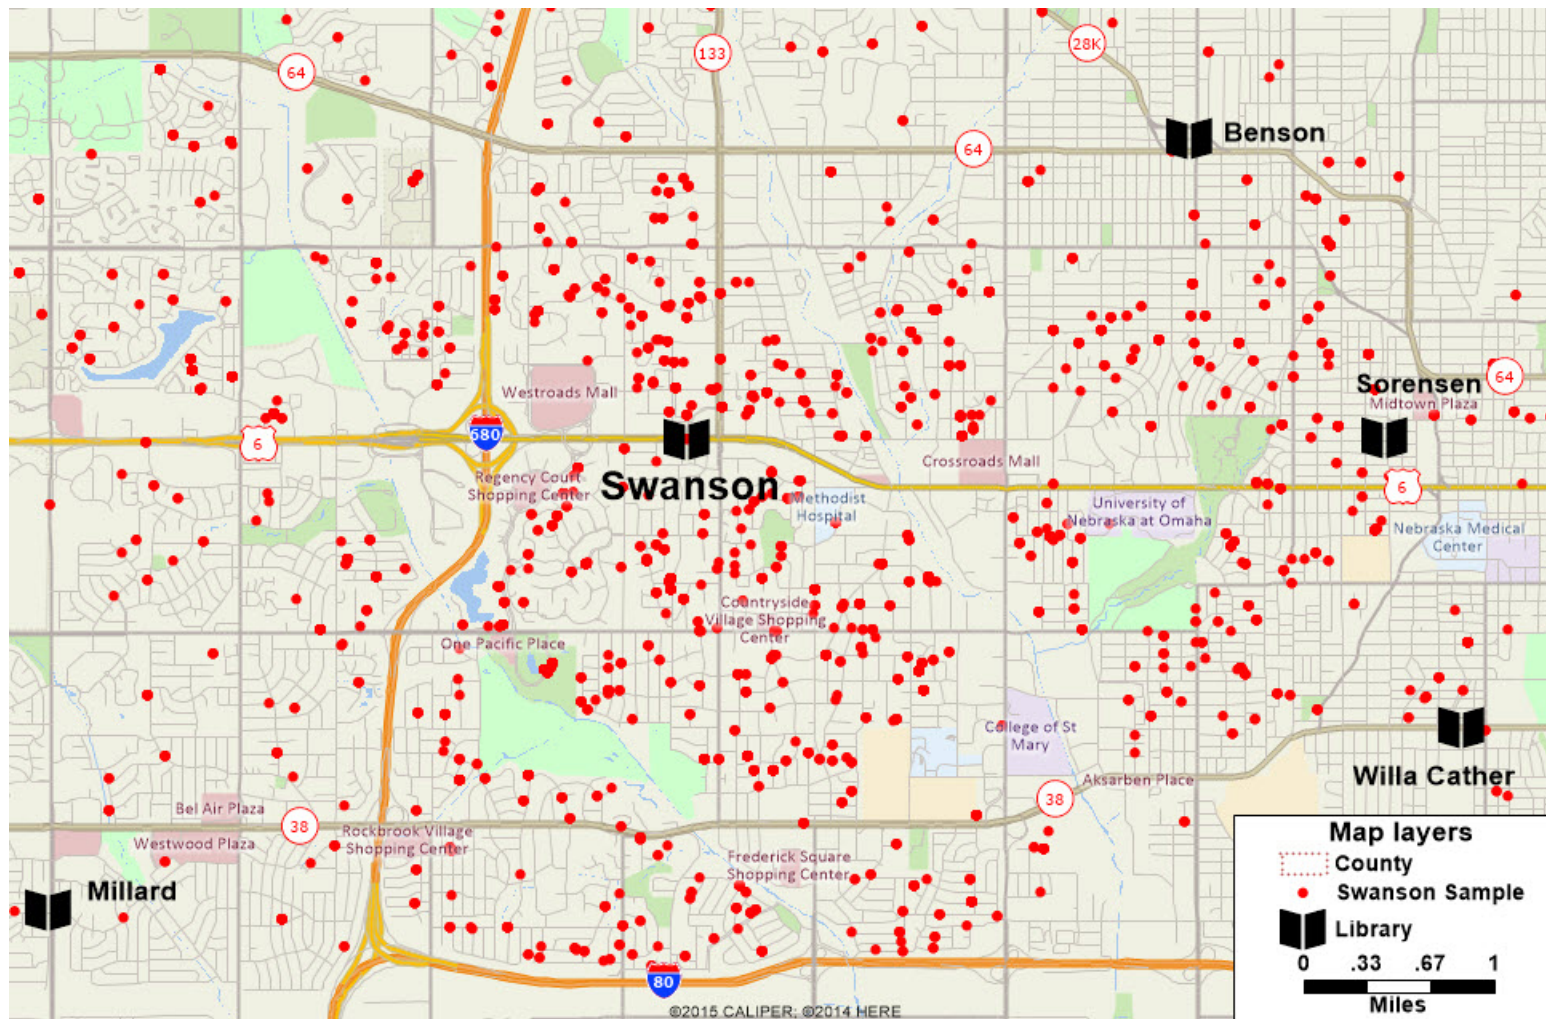 133
28K
64
Benson
64
Sorensen
64
Midtown Plaza
Westroads Mall
680
6
Crossroads Mall
Regency Court
Shopping Center
Swanson
6
Methodist
Hospital
University of
Nebraska at Omaha
Nebraska Medical
Center
Countryside
Village Shopping
Center
One Pacific Place
College of St
Mary
Aksarben Place
Willa Cather
38
Bel Air Plaza
38
Rockbrook Village
Shopping Center
Westwood Plaza
Frederick Square
Shopping Center
Millard
80
©2015 CALIPER; ©2014 HERE
Map layers
County
Swanson Sample
Library
0 .33 .67 1
Miles